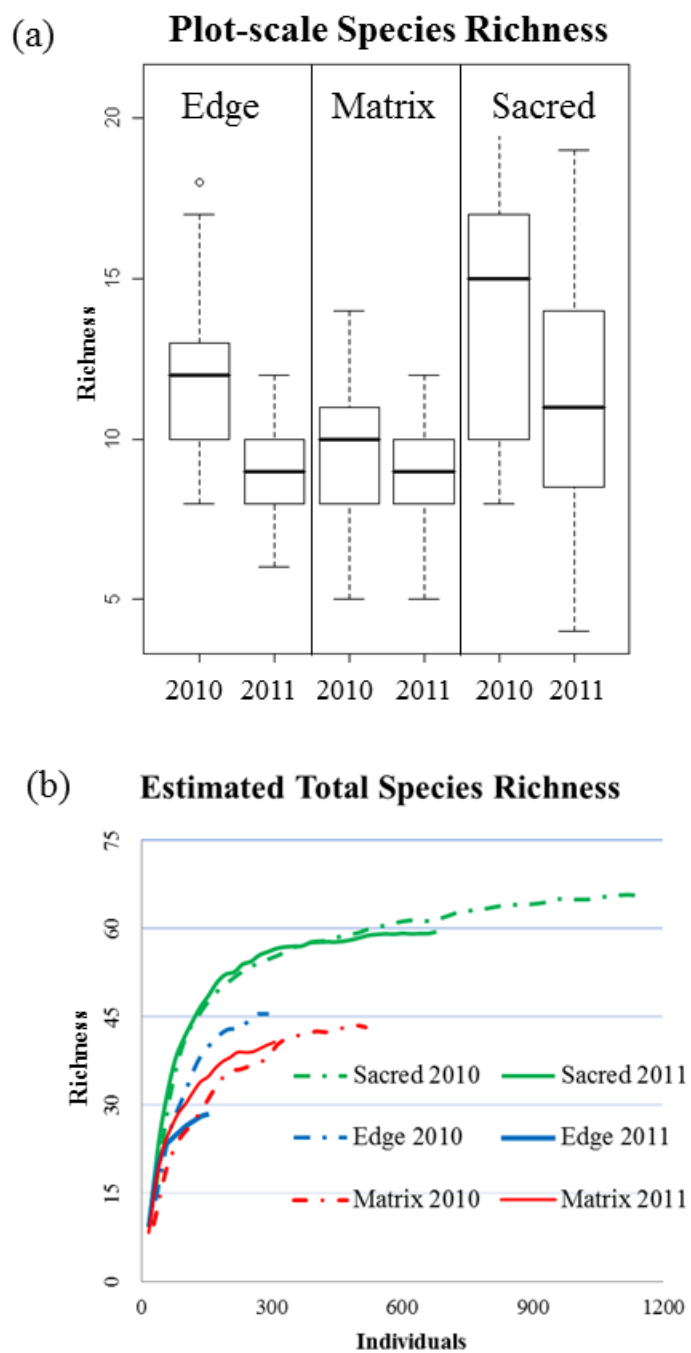 (a) Plot-scale Species Richness
Edge Matrix Sacred
20
15
10
5
Richness
2010 2011 2010 2011 2010 2011
(b) Estimated Total Species Richness
75
60
45
30
15
0
Richness
Sacred 2010 Sacred 2011
Edge 2010 Edge 2011
Matrix 2010 Matrix 2011
0 300 600 900 1200
Individuals